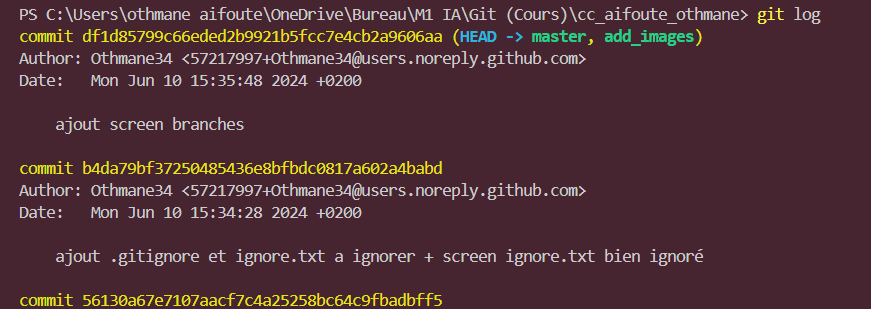 PS C:\Users\othmane aifoute\OneDrive\Bureau\M1 IA\Git (Cours)\cc_aifoute_othmane> git log
commit df1d85799c66eded2b9921b5fcc7e4cb2a9606aa (HEAD -> master, add_images)
Author: Othmane34 <57217997+Othmane34@users.noreply.github.com>
Date:   Mon Jun 10 15:35:48 2024 +0200
ajout screen branches
commit b4da79bf37250485436e8bfbdc0817a602a4babd
Author: Othmane34 <57217997+Othmane34@users.noreply.github.com>
Date:   Mon Jun 10 15:34:28 2024 +0200
ajout .gitignore et ignore.txt a ignorer + screen ignore.txt bien ignoré
commit 56130a67e7107aacf7c4a25258bc64c9fbadbff5